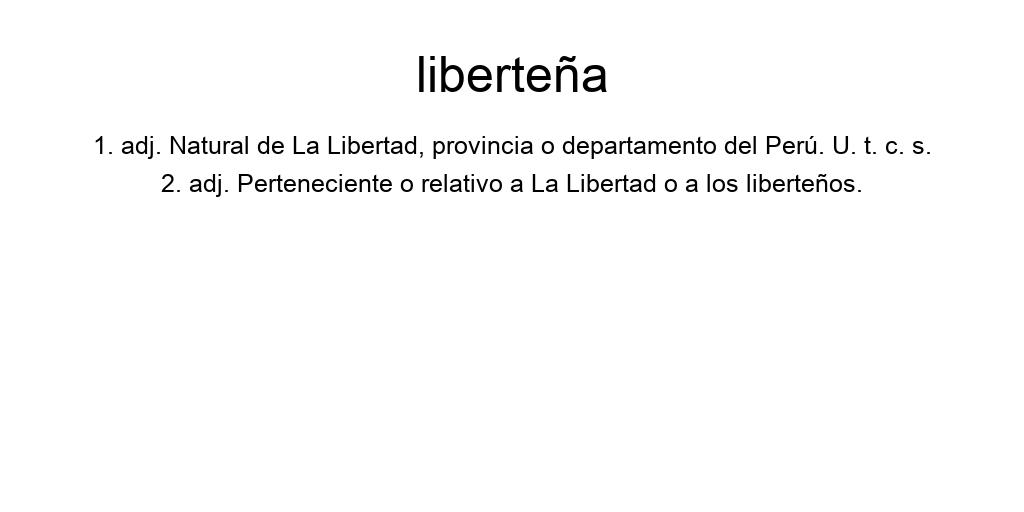 liberteña
1. adj. Natural de La Libertad, provincia o departamento del Perú. U. t. c. s.
2. adj. Perteneciente o relativo a La Libertad o a los liberteños.